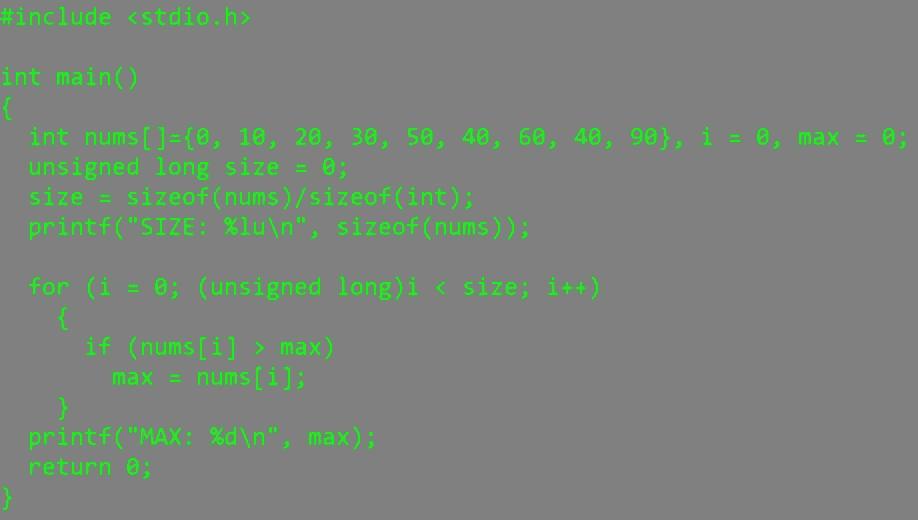 #include <stdio.h>

int main()
{
  int nums[]={0, 10, 20, 30, 50, 40, 60, 40, 90}, i = 0, max = 0;
  unsigned long size = 0;
  size = sizeof(nums)/sizeof(int);
  printf("SIZE: %lu\n", sizeof(nums));

  for (i = 0; (unsigned long)i < size; i++)
    {
      if (nums[i] > max)
        max = nums[i];
    }
  printf("MAX: %d\n", max);
  return 0;
}